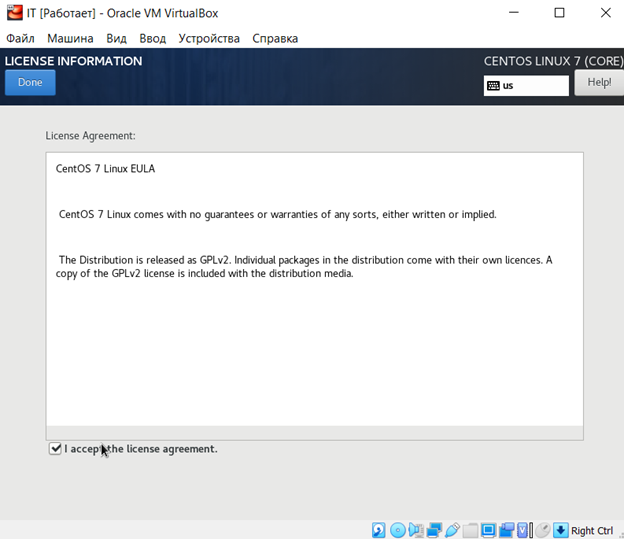 IT [Работает] - Oracle VM VirtualBox
Файл Машина Вид Ввод Устройства Справка
LICENSE INFORMATION
CENTOS LINUX 7 (CORE)
Done
us
Help!
License Agreement:
CentOS 7 Linux EULA
CentOS 7 Linux comes with no guarantees or warranties of any sorts, either written or implied.
The Distribution is released as GPLv2. Individual packages in the distribution come with their own licences. A
copy of the GPLv2 license is included with the distribution media.
I accept the license agreement.
Right Ctrl